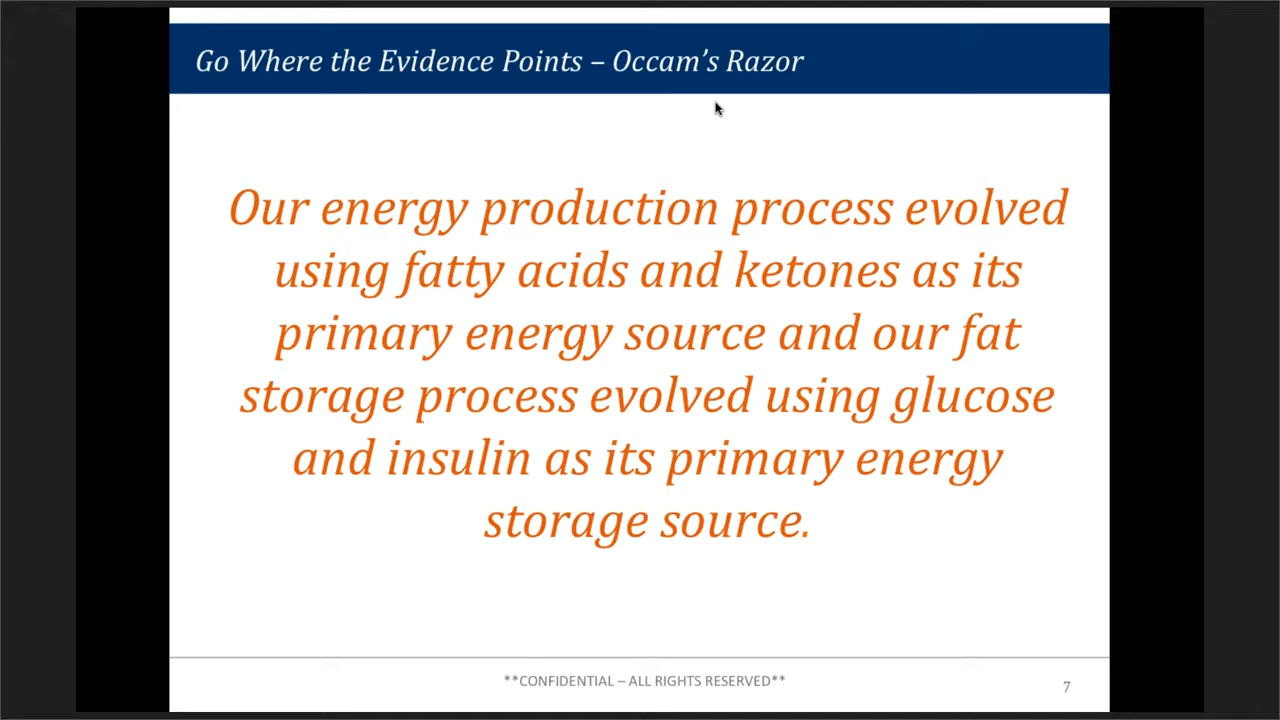 Go Where the Evidence Points – Occam’s Razor
Our energy production process evolved
using fatty acids and ketones as its
primary energy source and our fat
storage process evolved using glucose
and insulin as its primary energy
storage source.
**CONFIDENTIAL – ALL RIGHTS RESERVED**
7